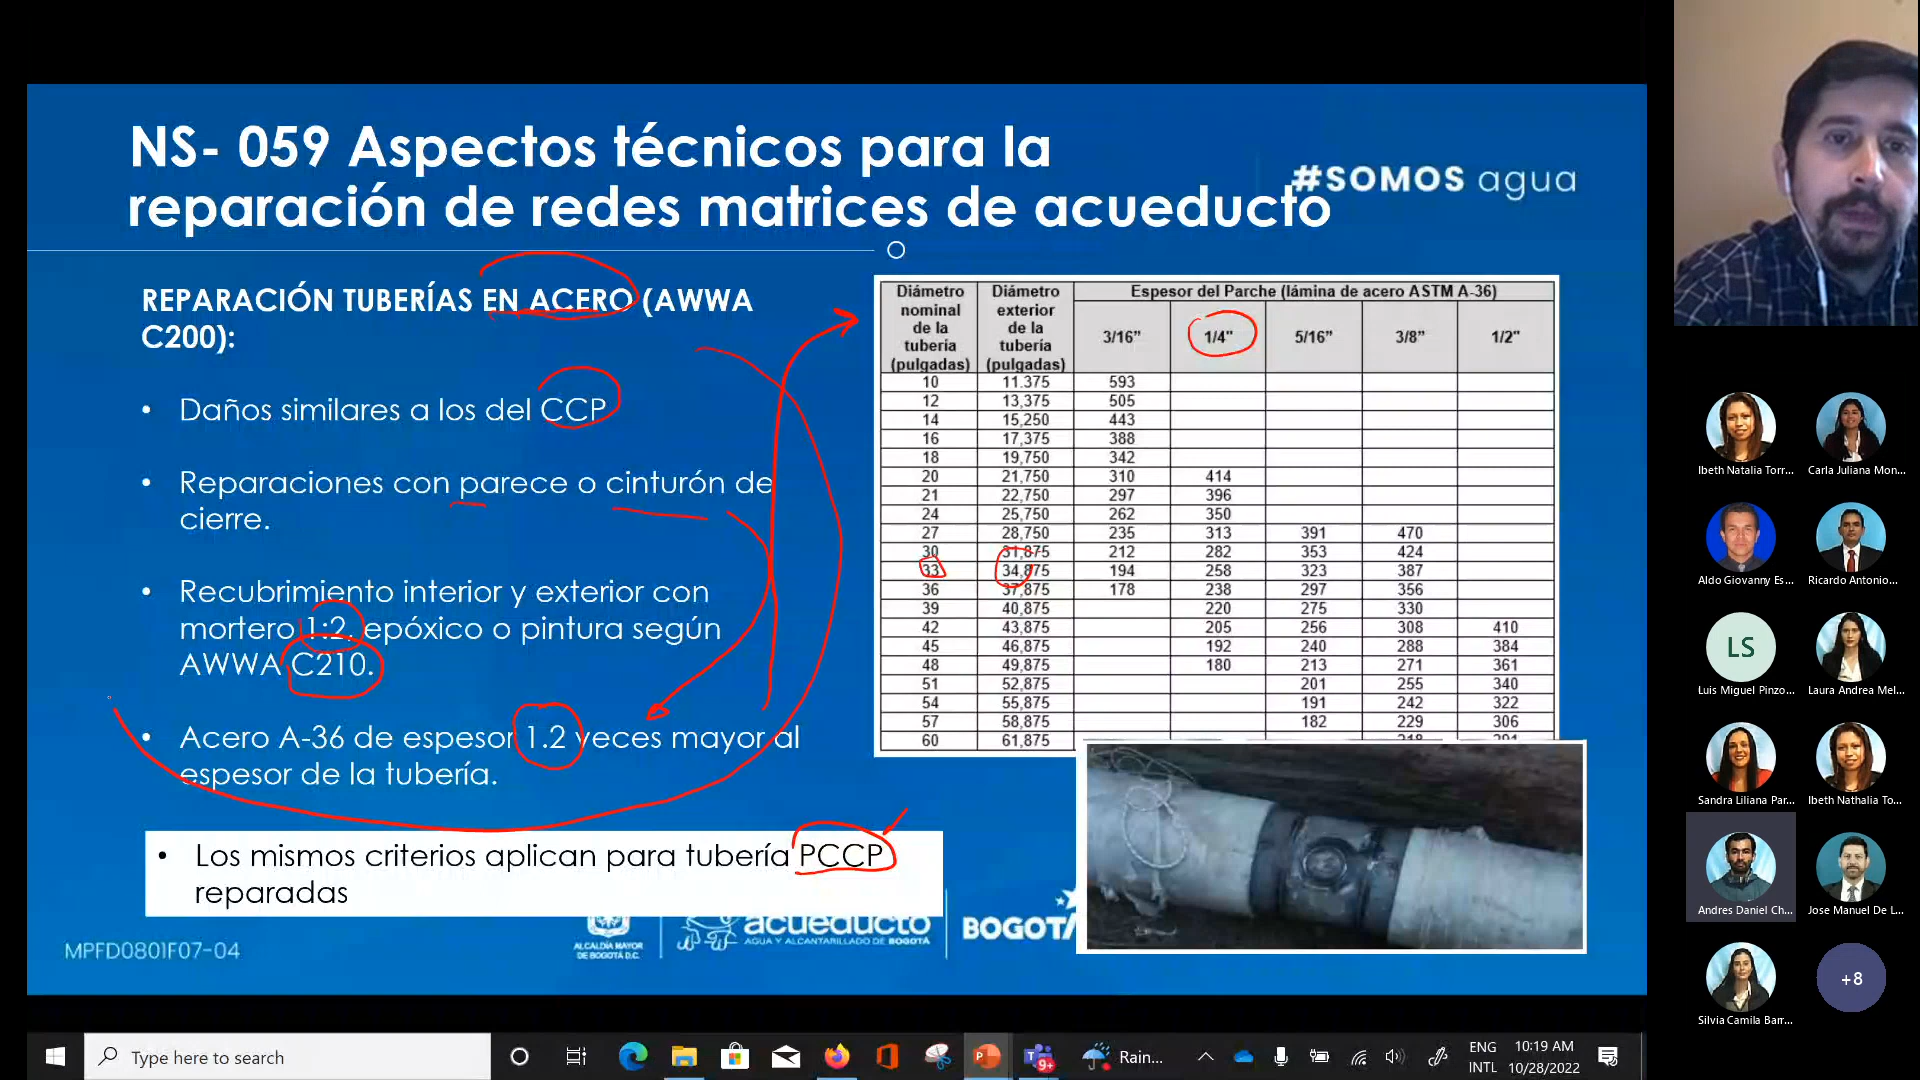 NS- 059 Aspectos técnicos para la
reparación de redes matrices de acueducto
#SOMOS agua
REPARACIÓN TUBERÍAS EN ACERO (AWWA
C200):
• Daños similares a los del CCP
• Reparaciones con parece o cinturón de
cierre.
• Recubrimiento interior y exterior con
mortero 1:2, epóxico o pintura según
AWWA C210.
• Acero A-36 de espesor 1.2 veces mayor al
espesor de la tubería.
• Los mismos criterios aplican para tubería PCCP
reparadas
MPFD0801F07-04
ALCALDÍA MAYOR
DE BOGOTÁ D.C.
acueducto
AGUA Y ALCANTARILLADO DE BOGOTÁ
BOGOTÁ
Diámetro nominal de la tubería (pulgadas) Diámetro exterior de la tubería (pulgadas) Espesor del Parche (lámina de acero ASTM A-36)
3/16” 1/4" 5/16” 3/8” 1/2"
10 11.375 593
12 13,375 505
14 15,250 443
16 17,375 388
18 19,750 342
20 21,750 310 414
21 22,750 297 396
24 25,750 262 350
27 28,750 235 313 391 470
30 31,875 212 282 353 424
33 34,875 194 258 323 387
36 37,875 178 238 297 356
39 40,875 220 275 330
42 43,875 205 256 308 410
45 46,875 192 240 288 384
48 49,875 180 213 271 361
51 52,875 201 255 340
54 55,875 191 242 322
57 58,875 182 229 306
60 61,875
Ibeth Natalia Torr...
Carla Juliana Mon...
Aldo Giovanny Es...
Ricardo Antonio...
LS
Luis Miguel Pinzo...
Laura Andrea Mel...
Sandra Liliana Par...
Ibeth Nathalia To...
Andres Daniel Ch...
Jose Manuel De L...
Silvia Camila Barr...
+8
Type here to search
9+
Rain...
ENG
INTL
10:19 AM
10/28/2022